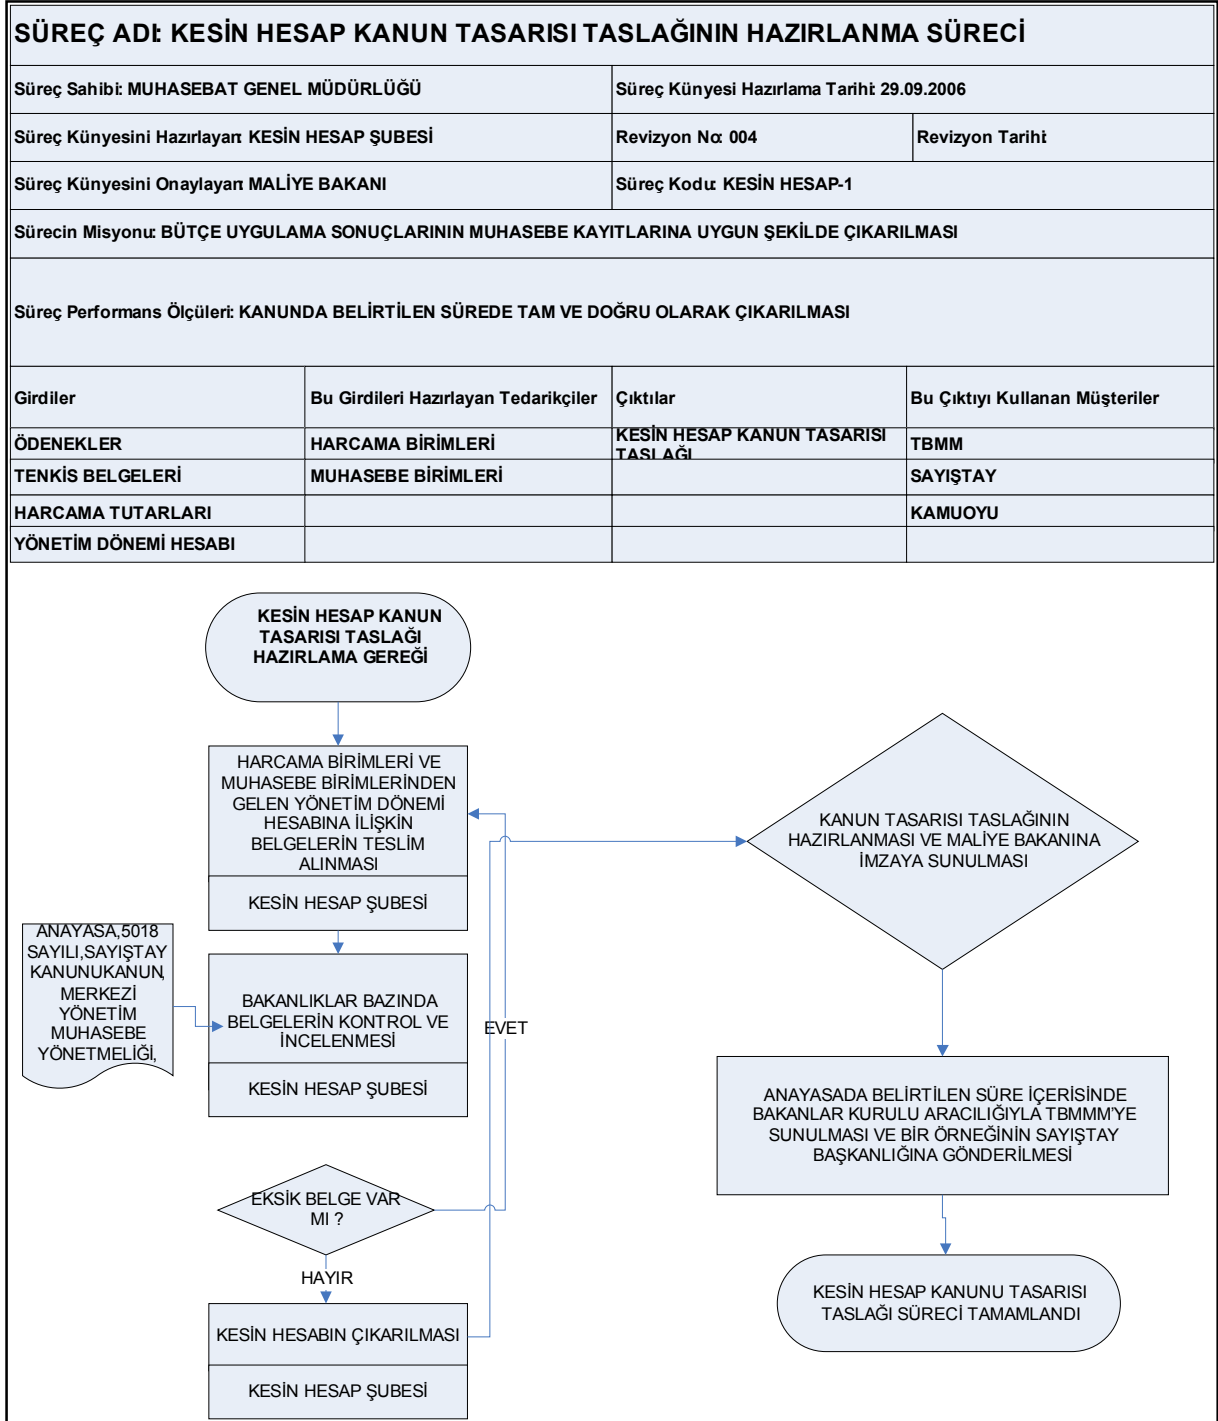 SÜREÇ ADI: KESİN HESAP KANUN TASARISI TASLAĞININ HAZIRLANMA SÜRECİ
Süreç Sahibi: MUHASEBAT GENEL MÜDÜRLÜĞÜ
Süreç Künyesi Hazırlama Tarihi: 29.09.2006
Süreç Künyesini Hazırlayan: KESİN HESAP ŞUBESİ
Revizyon No: 004
Revizyon Tarihi:
Süreç Künyesini Onaylayan: MALİYE BAKANI
Süreç Kodu: KESİN HESAP-1
Sürecin Misyonu: BÜTÇE UYGULAMA SONUÇLARININ MUHASEBE KAYITLARINA UYGUN ŞEKİLDE ÇIKARILMASI
Süreç Performans Ölçüleri: KANUNDA BELİRTİLEN SÜREDE TAM VE DOĞRU OLARAK ÇIKARILMASI
Girdiler
Bu Girdileri Hazırlayan Tedarikçiler
Çıktılar
Bu Çıktıyı Kullanan Müşteriler
ÖDENEKLER
HARCAMA BİRİMLERİ
KESİN HESAP KANUN TASARISI
TASLAĞI
TBMM
TENKİS BELGELERİ
MUHASEBE BİRİMLERİ
SAYIŞTAY
HARCAMA TUTARLARI
KAMUOYU
YÖNETİM DÖNEMİ HESABI
KESİN HESAP KANUN
TASARISI TASLAĞI
HAZIRLAMA GEREĞİ
HARCAMA BİRİMLERİ VE
MUHASEBE BİRİMLERİNDEN
GELEN YÖNETİM DÖNEMİ
HESABINA İLİŞKİN
BELGELERİN TESLİM
ALINMASI
KESİN HESAP ŞUBESİ
ANAYASA,5018
SAYILI,SAYIŞTAY
KANUNUKANUN,
MERKEZİ
YÖNETİM
MUHASEBE
YÖNETMELİĞİ,
BAKANLIKLAR BAZINDA
BELGELERİN KONTROL VE
İNCELENMESİ
KESİN HESAP ŞUBESİ
EVET
EKSİK BELGE VAR
MI ?
HAYIR
KESİN HESABIN ÇIKARILMASI
KESİN HESAP ŞUBESİ
KANUN TASARISI TASLAĞININ
HAZIRLANMASI VE MALİYE BAKANINA
İMZAYA SUNULMASI
ANAYASADA BELİRTİLEN SÜRE İÇERİSİNDE
BAKANLAR KURULU ARACILIĞIYLA TBMMM'YE
SUNULMASI VE BİR ÖRNEĞİNİN SAYIŞTAY
BAŞKANLIĞINA GÖNDERİLMESİ
KESİN HESAP KANUNU TASARISI
TASLAĞI SÜRECİ TAMAMLANDI